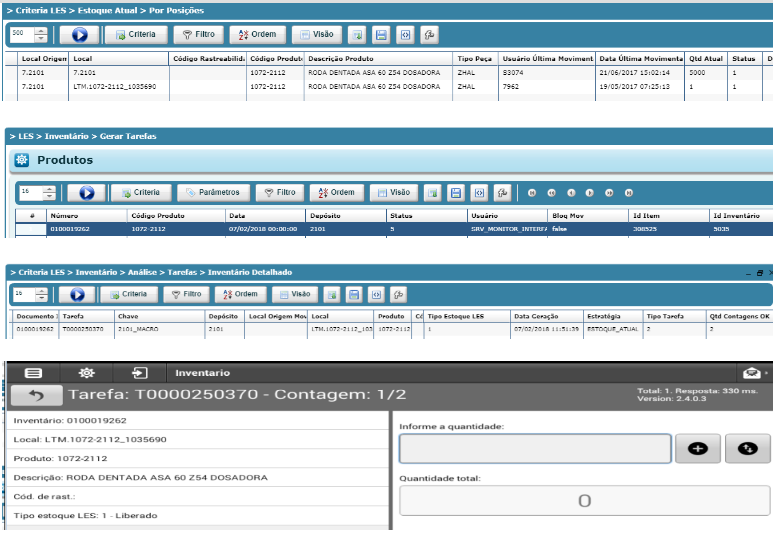 > Criteria LES > Estoque Atual > Por Posições
500 Criteria Filtro Ordem Visão
Local Origem Local Código Rastreabilid Código Produt Descrição Produto Tipo Peça Usuário Última Moviment Data Última Movimenta Qtd Atual Status D
7.2101 7.2101 1072-2112 RODA DENTADA ASA 60 Z54 DOSADORA ZHAL S3074 21/06/2017 15:02:14 5000 1
7.2101 LTM.1072-2112_1035690 1072-2112 RODA DENTADA ASA 60 Z54 DOSADORA ZHAL 7962 19/05/2017 07:25:13 1 1
> LES > Inventário > Gerar Tarefas
Produtos
16 Criteria Parâmetros Filtro Ordem Visão
# Número Código Produto Data Depósito Status Usuário Bloq Mov Id Item Id Inventário
0100019262 1072-2112 07/02/2018 00:00:00 2101 5 SRV_MONITOR_INTERF false 308525 5035
> Criteria LES > Inventário > Análise > Tarefas > Inventário Detalhado
16 Criteria Filtro Ordem Visão
Documento Tarefa Chave Depósito Local Origem Mov Local Produto Có Tipo Estoque LES Data Geração Estratégia Tipo Tarefa Qtd Contagens OK
0100019262 T0000250370 2101_MACRO 2101 LTM.1072-2112_103 1072-2112 1 07/02/2018 11:51:39 ESTOQUE_ATUAL 2 2
Inventario
Tarefa: T0000250370 - Contagem: 1/2
Total: 1. Resposta: 330 ms.
Version: 2.4.0.3
Inventário: 0100019262
Local: LTM.1072-2112_1035690
Produto: 1072-2112
Descrição: RODA DENTADA ASA 60 Z54 DOSADORA
Cód. de rast.:
Tipo estoque LES: 1 - Liberado
Informe a quantidade:
Quantidade total:
0